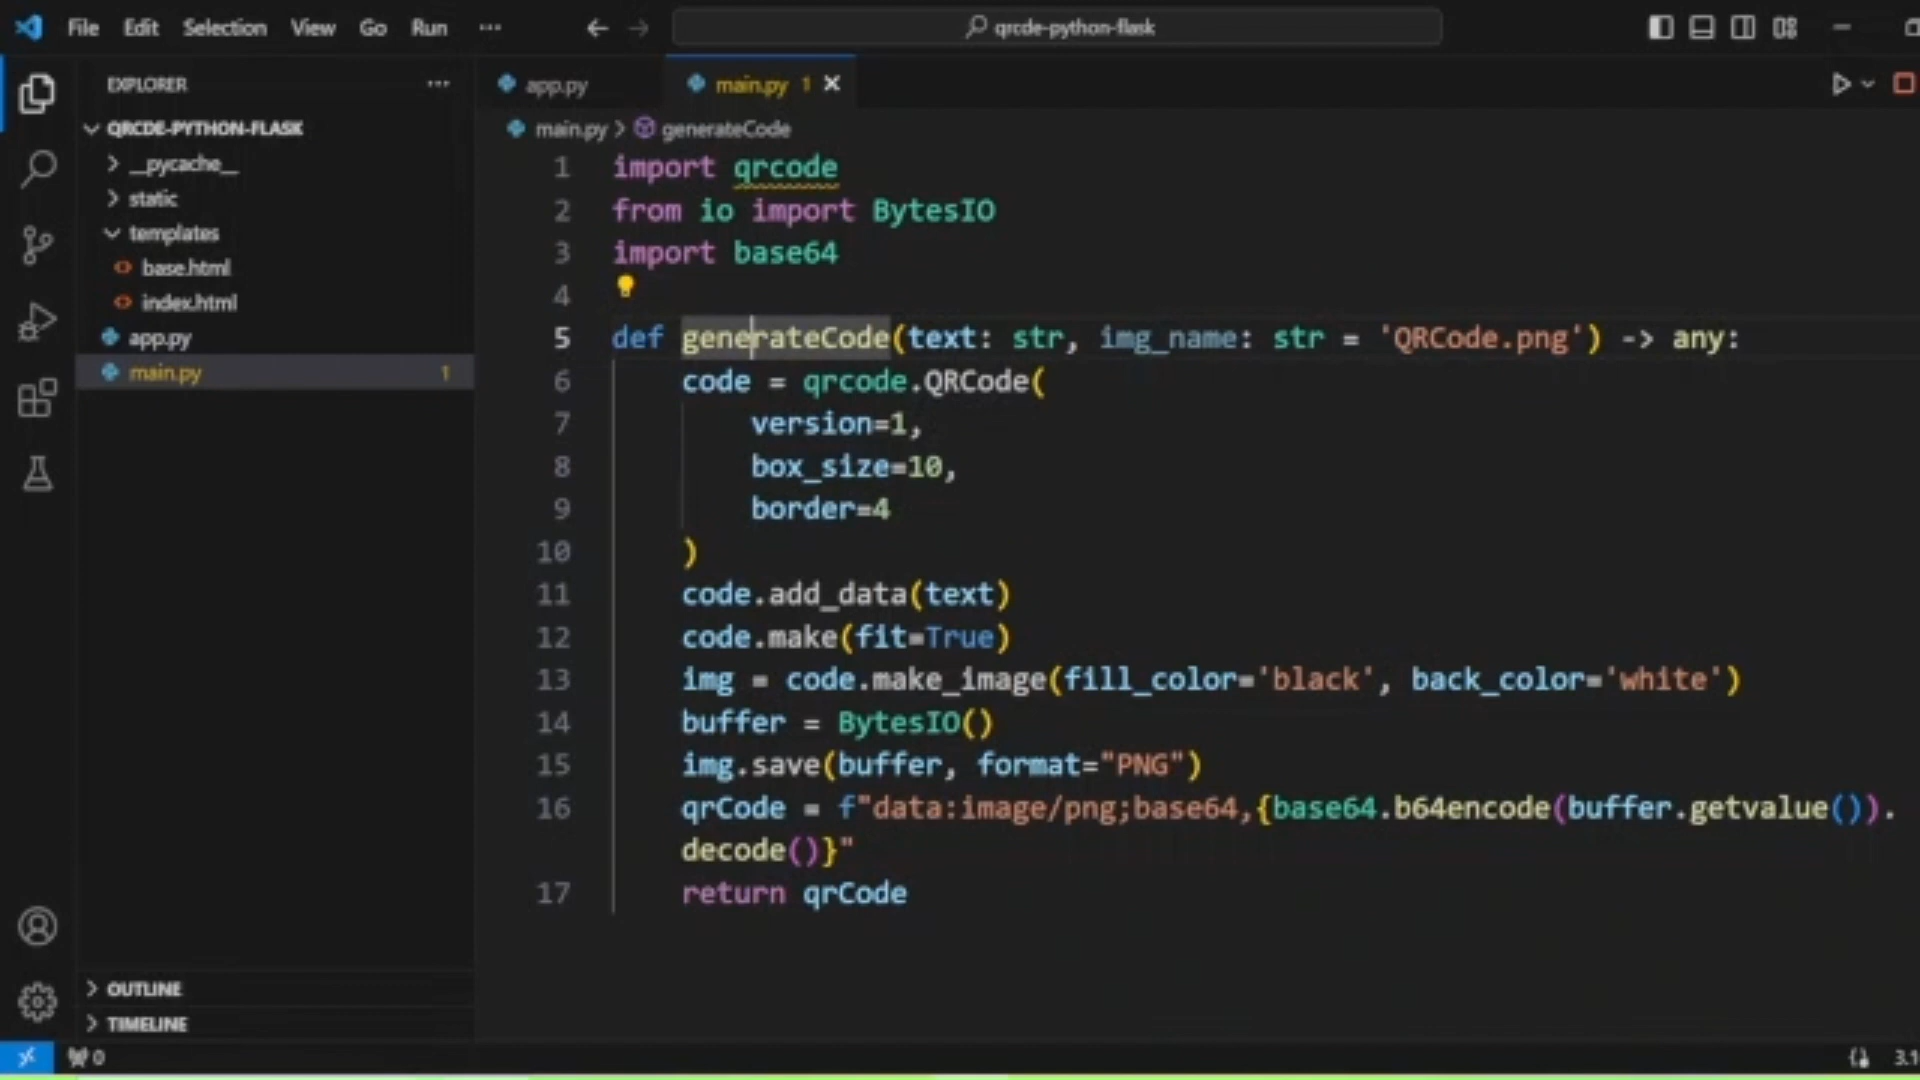 File Edit Selection View Go Run ···
qrcde-python-flask
EXPLORER ···
QRCDE-PYTHON-FLASK
__pycache__
static
templates
base.html
index.html
app.py
main.py 1
OUTLINE
TIMELINE
app.py
main.py 1
main.py > generateCode
1 import qrcode
2 from io import BytesIO
3 import base64
4
5 def generateCode(text: str, img_name: str = 'QRCode.png') -> any:
6 code = qrcode.QRCode(
7 version=1,
8 box_size=10,
9 border=4
10 )
11 code.add_data(text)
12 code.make(fit=True)
13 img = code.make_image(fill_color='black', back_color='white')
14 buffer = BytesIO()
15 img.save(buffer, format="PNG")
16 qrCode = f"data:image/png;base64,{base64.b64encode(buffer.getvalue()).
decode()}"
17 return qrCode
0